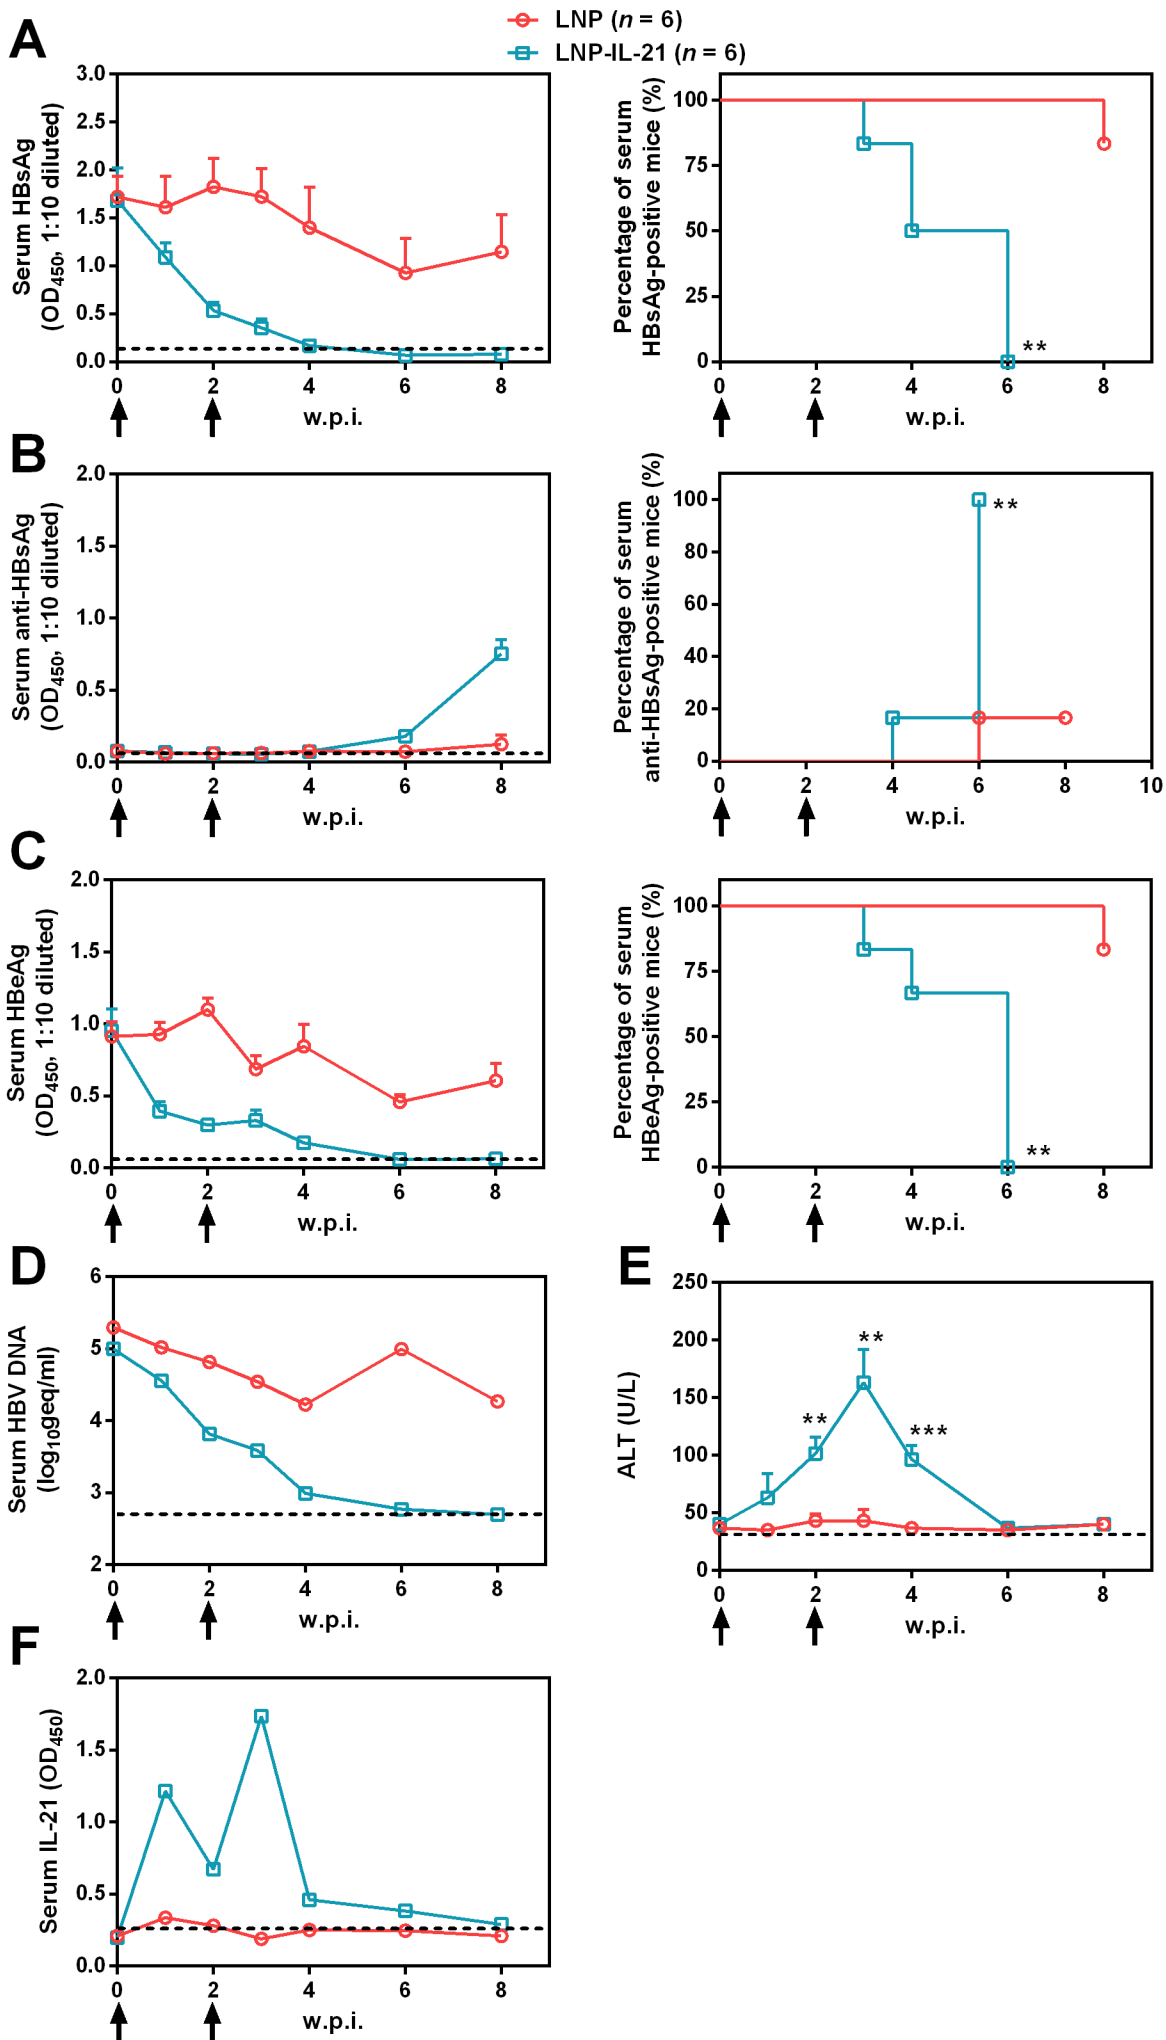 LNP (n = 6)
LNP-IL-21 (n = 6)
A
Serum HBsAg
(OD450, 1:10 diluted)
3.0
2.5
2.0
1.5
1.0
0.5
0.0
0 2 4 6 8
w.p.i.
Percentage of serum
HBsAg-positive mice (%)
100
75
50
25
0
**
0 2 4 6 8
w.p.i.
B
Serum anti-HBsAg
(OD450, 1:10 diluted)
2.0
1.5
1.0
0.5
0.0
0 2 4 6 8
w.p.i.
Percentage of serum
anti-HBsAg-positive mice (%)
100
80
60
40
20
0
**
0 2 4 6 8 10
w.p.i.
C
Serum HBeAg
(OD450, 1:10 diluted)
2.0
1.5
1.0
0.5
0.0
0 2 4 6 8
w.p.i.
Percentage of serum
HBeAg-positive mice (%)
100
75
50
25
0
**
0 2 4 6 8
w.p.i.
D
Serum HBV DNA
(log10geq/ml)
6
5
4
3
2
0 2 4 6 8
w.p.i.
E
ALT (U/L)
250
200
150
100
50
0
**
**
***
0 2 4 6 8
w.p.i.
F
Serum IL-21 (OD450)
2.0
1.5
1.0
0.5
0.0
0 2 4 6 8
w.p.i.